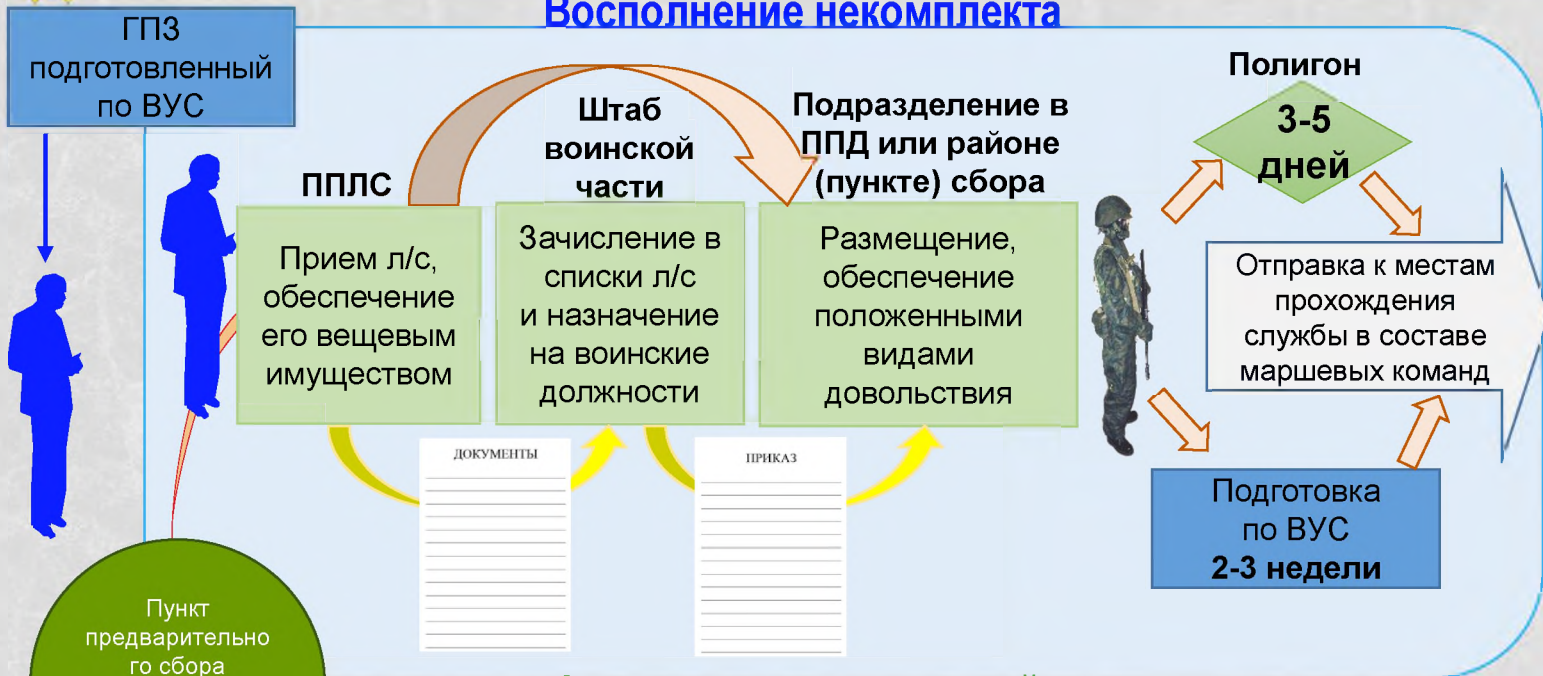 Восполнение некомплекта
ГПЗ
подготовленный
по ВУС
ППЛС
Прием л/с,
обеспечение
его вещевым
имуществом
Штаб
воинской
части
Зачисление в
списки л/с
и назначение
на воинские
должности
Подразделение в
ППД или районе
(пункте) сбора
Размещение,
обеспечение
положенными
видами
довольствия
ДОКУМЕНТЫ
ПРИКАЗ
Полигон
3-5
дней
Отправка к местам
прохождения
службы в составе
маршевых команд
Подготовка
по ВУС
2-3 недели
Пункт
предварительно
го сбора